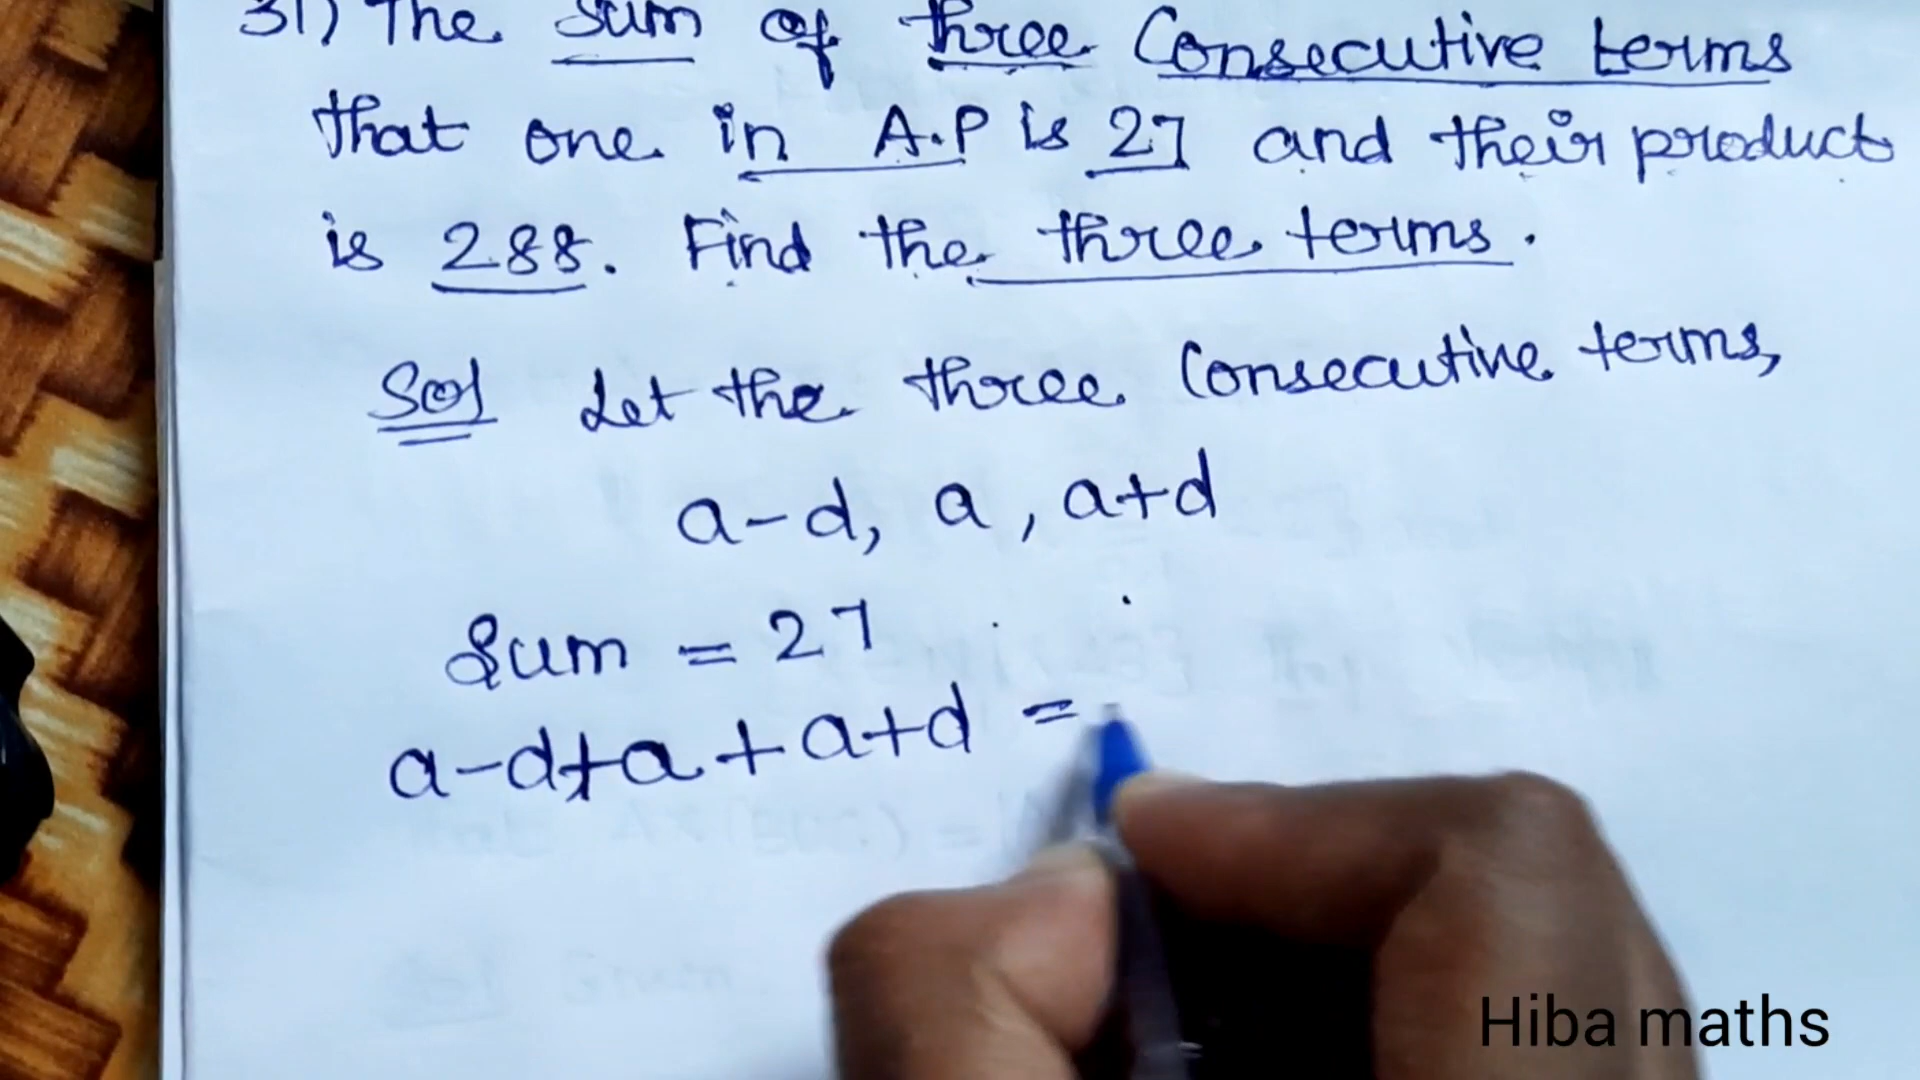 31) The sum of three Consecutive terms
that one in A.P is 27 and their product
is 288. Find the three terms.
Sol Let the three Consecutive terms,
a-d, a, a+d
Sum = 27
a-d+a+a+d =
Hiba maths